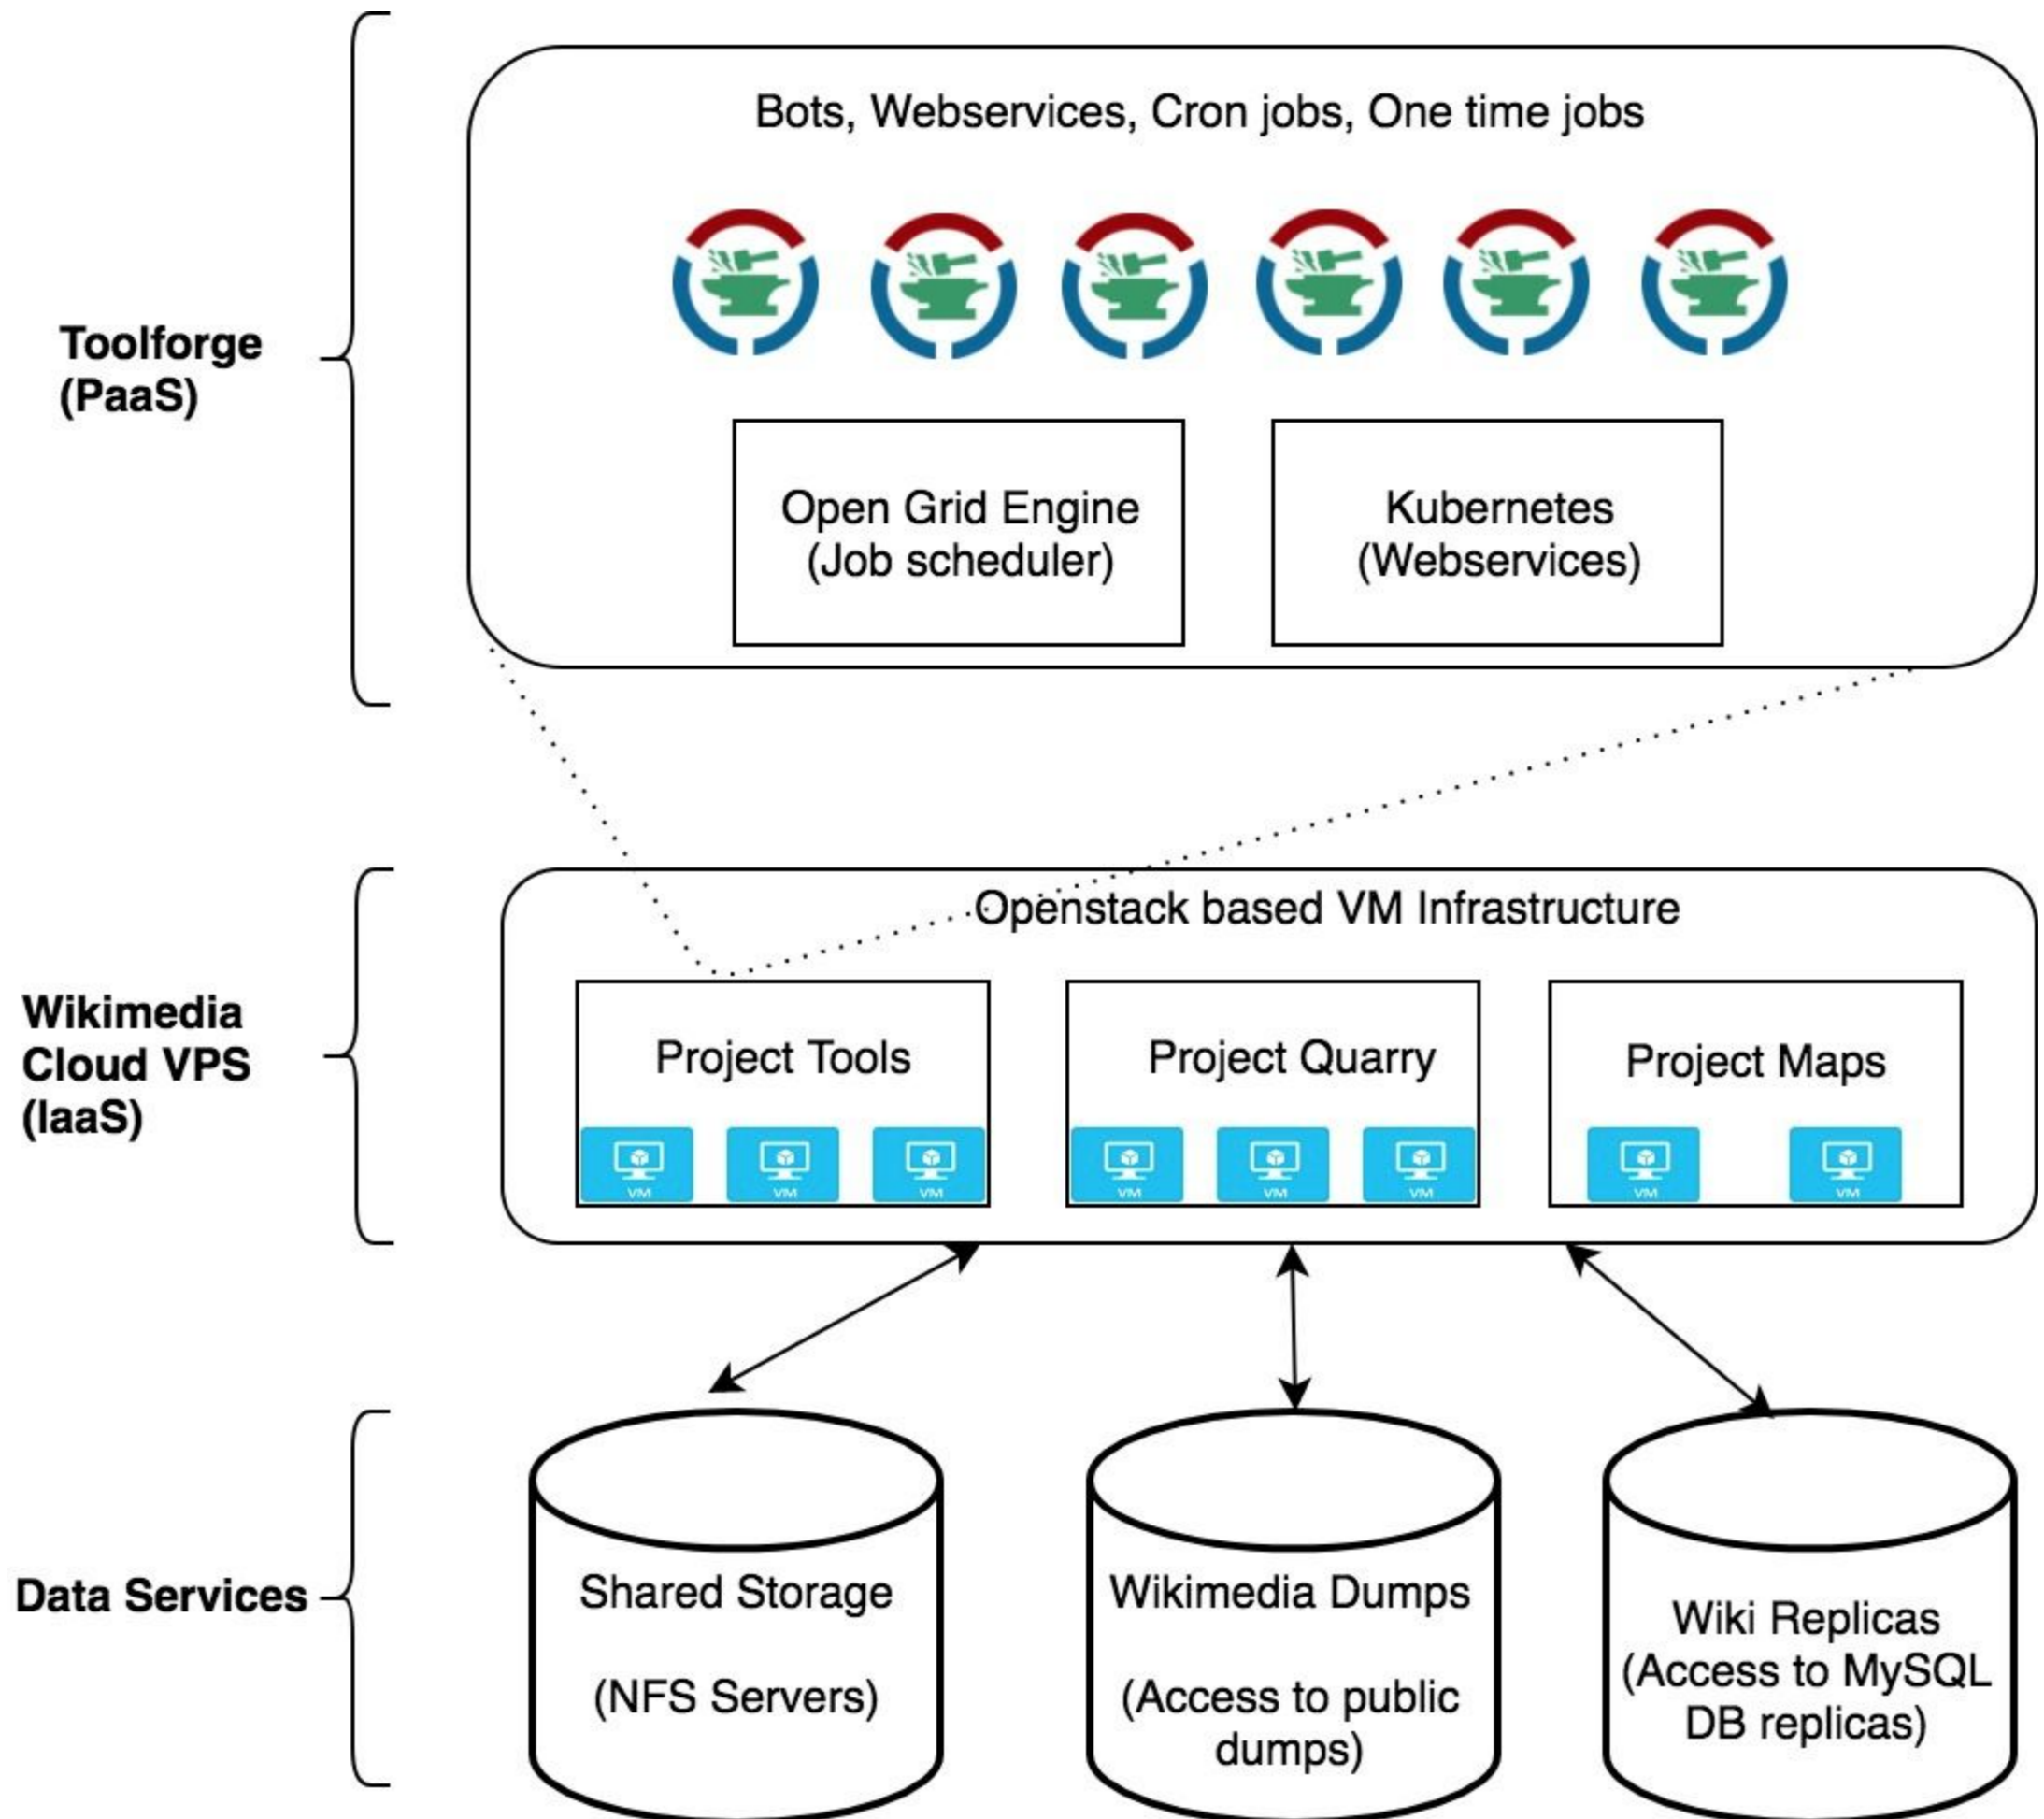 Bots, Webservices, Cron jobs, One time jobs
Toolforge
(PaaS)
Open Grid Engine
(Job scheduler)
Kubernetes
(Webservices)
Openstack based VM Infrastructure
Wikimedia
Cloud VPS
(IaaS)
Project Tools
VM
VM
VM
Project Quarry
VM
VM
VM
Project Maps
VM
VM
Data Services
Shared Storage
(NFS Servers)
Wikimedia Dumps
(Access to public
dumps)
Wiki Replicas
(Access to MySQL
DB replicas)